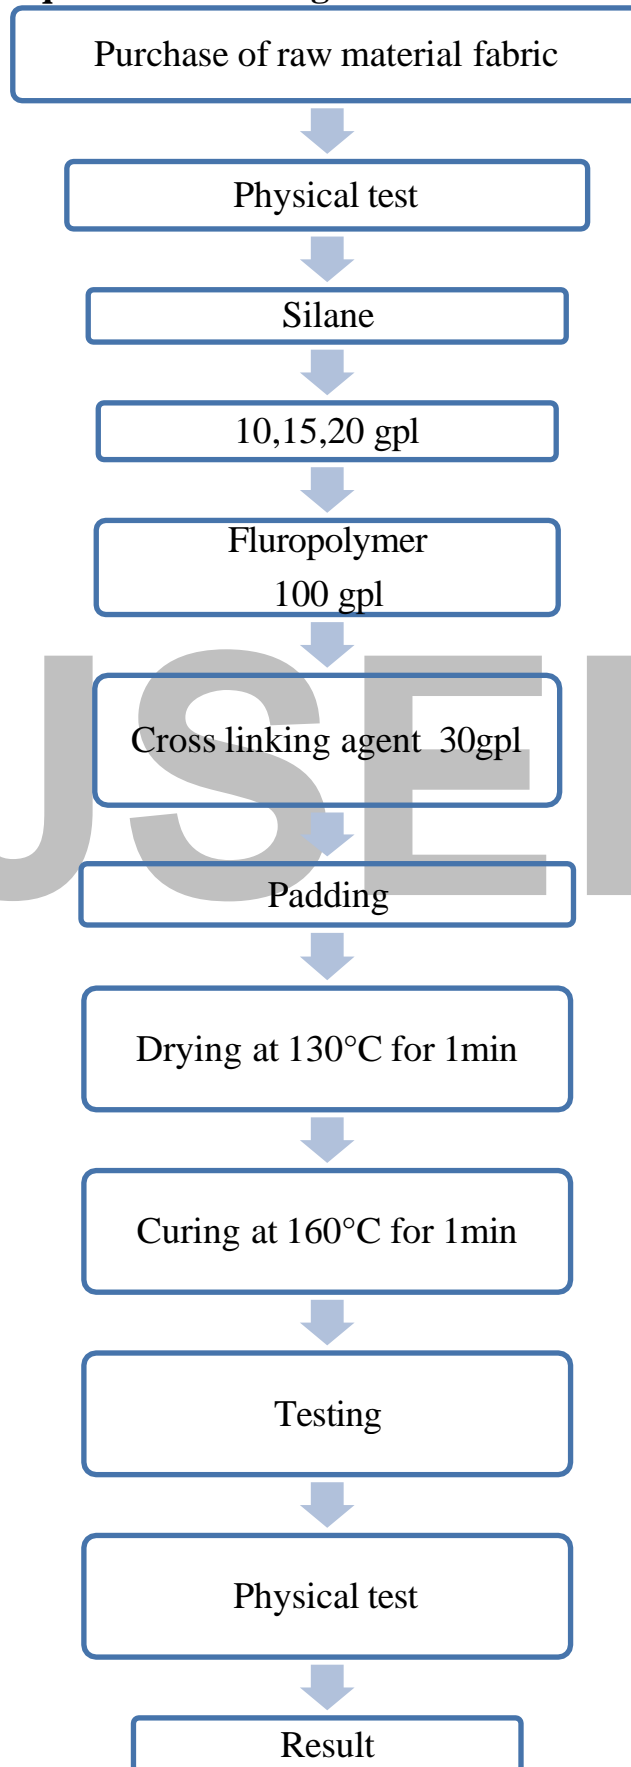 Purchase of raw material fabric
Physical test
Silane
10,15,20 gpl
Fluropolymer
100 gpl
Cross linking agent 30gpl
Padding
Drying at 130°C for 1min
Curing at 160°C for 1min
Testing
Physical test
Result